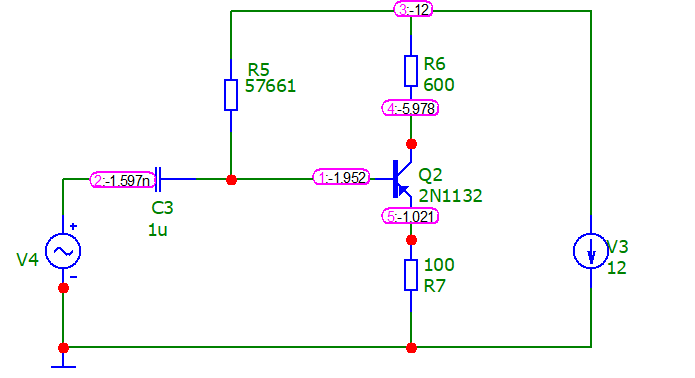 3:-12
R5
57661
R6
600
4:-5.978
2:-1.597n
1:-1.952
Q2
2N1132
C3
1u
5:-1.021
V4
+
-
100
R7
V3
12